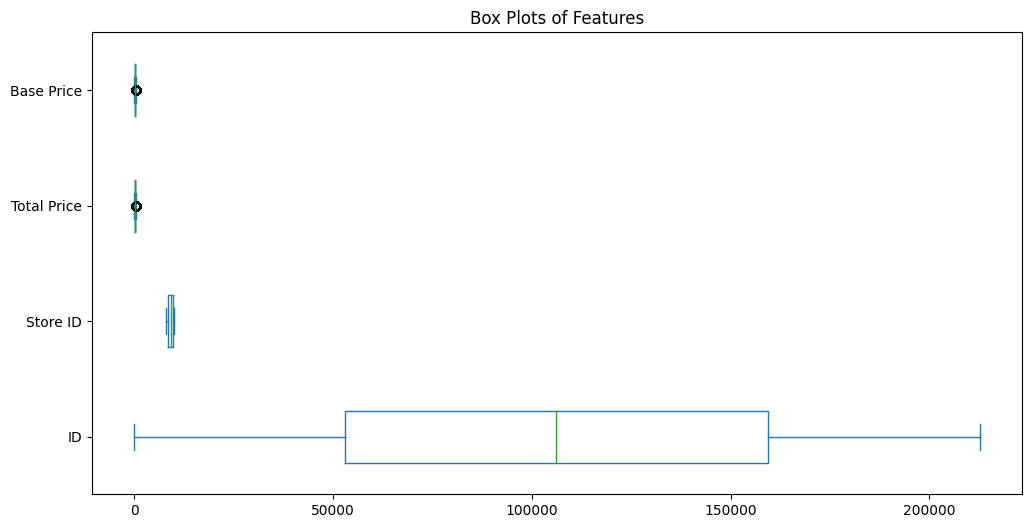 Box Plots of Features
Base Price
Total Price
Store ID
ID
0 50000 100000 150000 200000